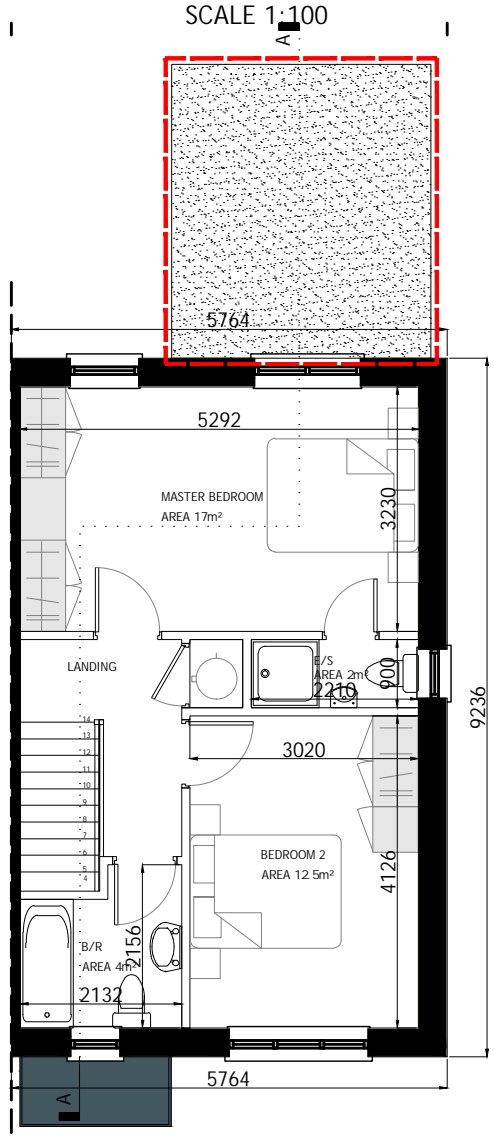 SCALE 1:100
A
5764
5292
MASTER BEDROOM
AREA 17m²
3230
LANDING
E/S
AREA 2m²
2210
900
9236
14
13
12
11
10
9
8
7
6
5
4
3020
BEDROOM 2
AREA 12.5m²
4126
B/R
AREA 4m²
2156
2132
5764
A